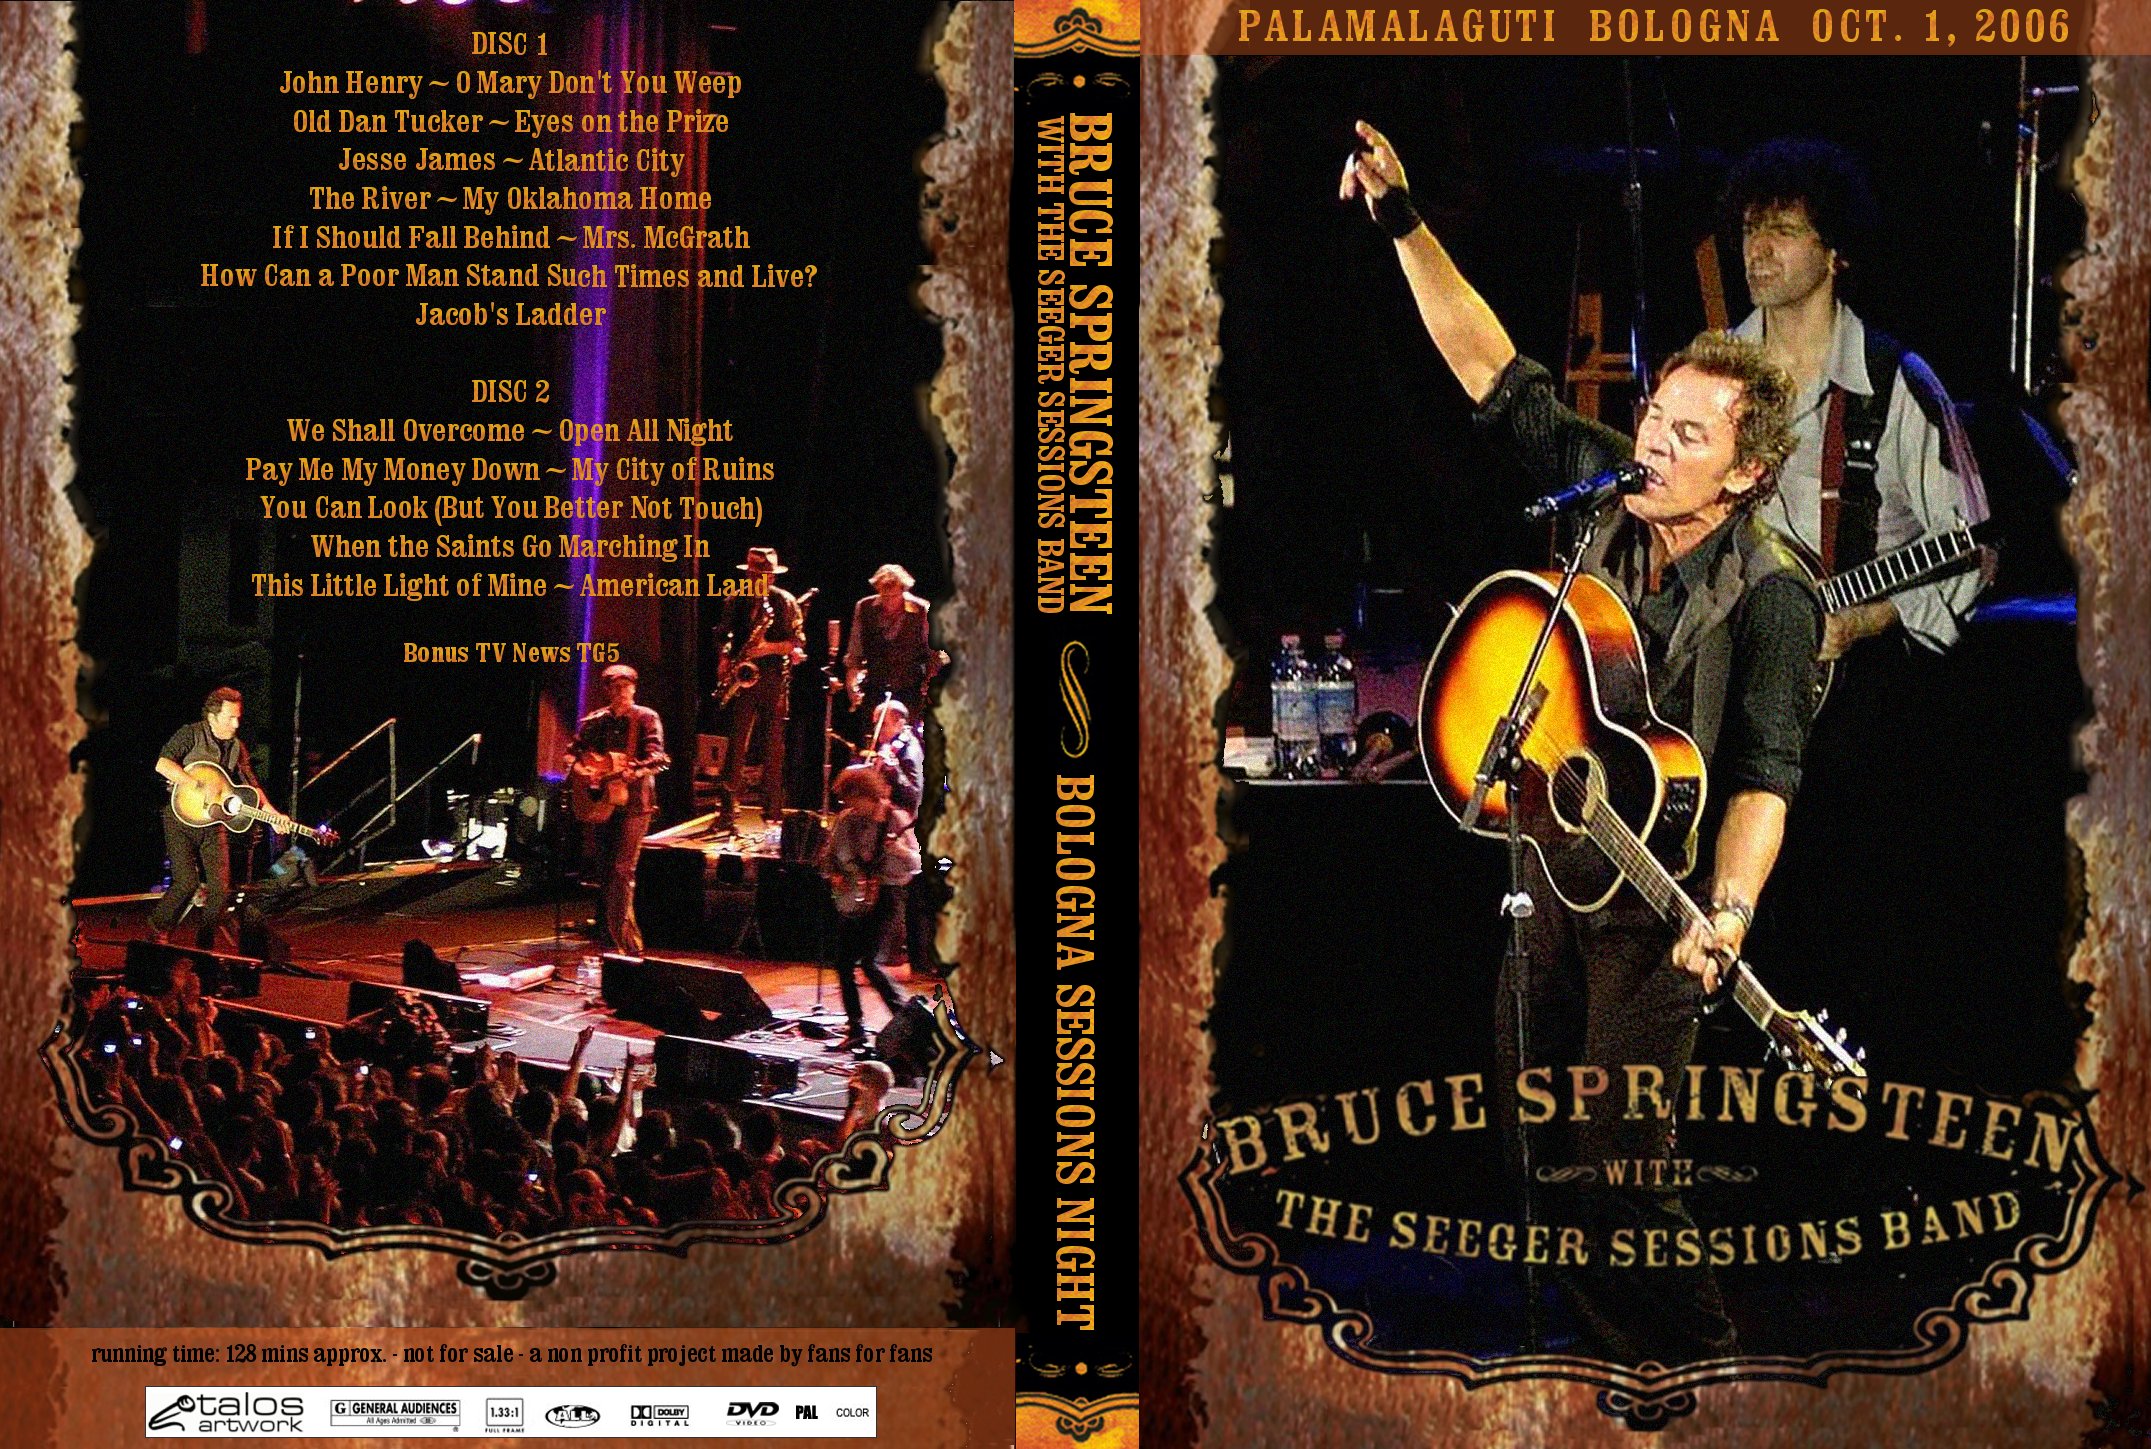 DISC 1
John Henry ~ O Mary Don't You Weep
Old Dan Tucker ~ Eyes on the Prize
Jesse James ~ Atlantic City
The River ~ My Oklahoma Home
If I Should Fall Behind ~ Mrs. McGrath
How Can a Poor Man Stand Such Times and Live?
Jacob's Ladder
DISC 2
We Shall Overcome ~ Open All Night
Pay Me My Money Down ~ My City of Ruins
You Can Look (But You Better Not Touch)
When the Saints Go Marching In
This Little Light of Mine ~ American Land
Bonus TV News TG5
running time: 128 mins approx. - not for sale - a non profit project made by fans for fans
talos
artwork
G GENERAL AUDIENCES
All Ages Admitted
®
1.33:1
FULL FRAME
ALL
DOLBY
DIGITAL
DVD
VIDEO
PAL
COLOR
BRUCE SPRINGSTEEN
WITH THE SEEGER SESSIONS BAND
BOLOGNA SESSIONS NIGHT
PALAMALAGUTI BOLOGNA OCT. 1, 2006
BRUCE SPRINGSTEEN
WITH
THE SEEGER SESSIONS BAND